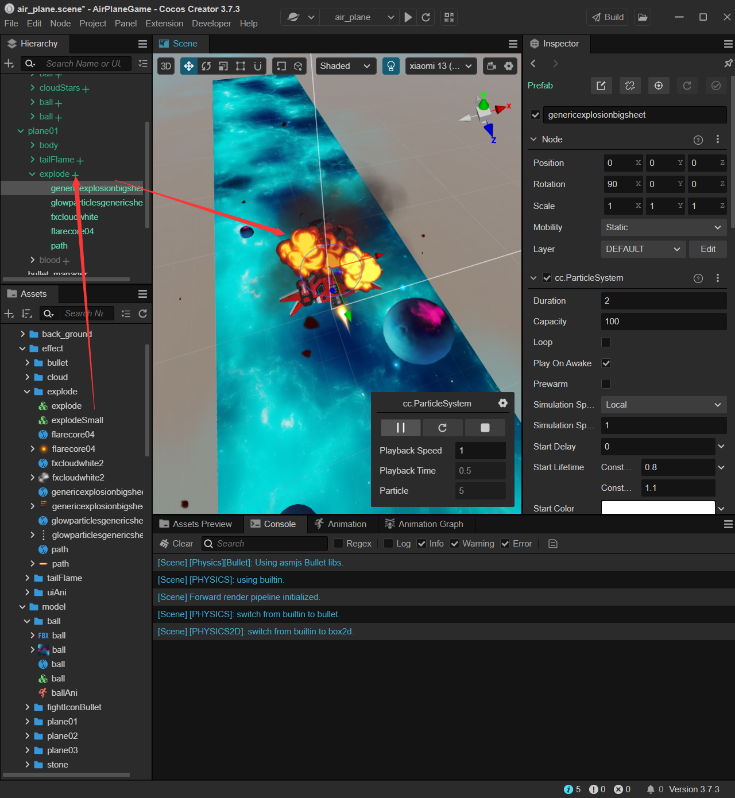 air_plane.scene* - AirPlaneGame - Cocos Creator 3.7.3
File Edit Node Project Panel Extension Developer Help
air_plane
Build
Hierarchy
Search Name or UU
ball
cloudStars
ball
ball
plane01
body
tailFlame
explode
genericexplosionbigsheet
glowparticlesgenericshe
fxcloudwhite
flarecore04
path
blood
bullet_manager
Assets
Search Na
back_ground
effect
bullet
cloud
explode
explode
explodeSmall
flarecore04
flarecore04
fxcloudwhite2
fxcloudwhite2
genericexplosionbigshee
genericexplosionbigshee
glowparticlesgenericshe
glowparticlesgenericshe
path
path
tailFlame
uiAni
model
ball
FBX ball
ball
ball
ball
ballAni
fightIconBullet
plane01
plane02
plane03
stone
Scene
3D
Shaded
xiaomi 13 (...
X
Y
Z
cc.ParticleSystem
Playback Speed 1
Playback Time 0.5
Particle 5
Assets Preview Console Animation Animation Graph
Clear Search Regex Log Info Warning Error
[Scene] [Physics][Bullet]: Using asmjs Bullet libs.
[Scene] [PHYSICS]: using builtin.
[Scene] Forward render pipeline initialized.
[Scene] [PHYSICS]: switch from builtin to bullet.
[Scene] [PHYSICS2D]: switch from builtin to box2d.
Inspector
Prefab
genericexplosionbigsheet
Node
Position 0 X 0 Y 0 Z
Rotation 90 X 0 Y 0 Z
Scale 1 X 1 Y 1 Z
Mobility Static
Layer DEFAULT Edit
cc.ParticleSystem
Duration 2
Capacity 100
Loop
Play On Awake
Prewarm
Simulation Sp... Local
Simulation Sp... 1
Start Delay 0
Start Lifetime Const... 0.8
Const... 1.1
Start Color
5 0 0 0 Version 3.7.3